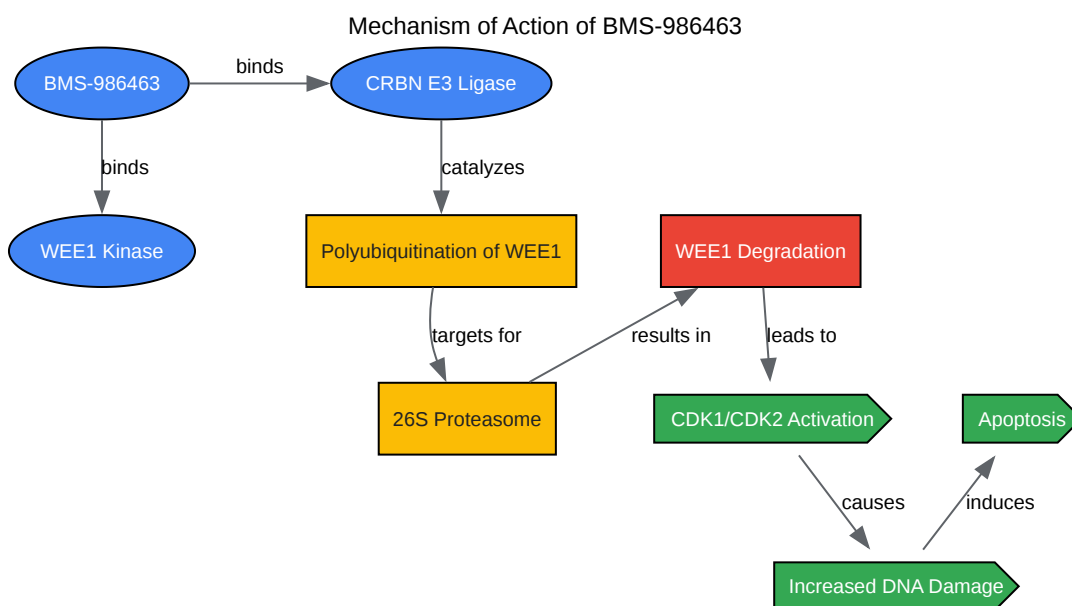 Mechanism of Action of BMS-986463
BMS-986463
binds
CRBN E3 Ligase
binds
catalyzes
WEE1 Kinase
Polyubiquitination of WEE1
WEE1 Degradation
targets for
results in
leads to
26S Proteasome
CDK1/CDK2 Activation
Apoptosis
causes
induces
Increased DNA Damage